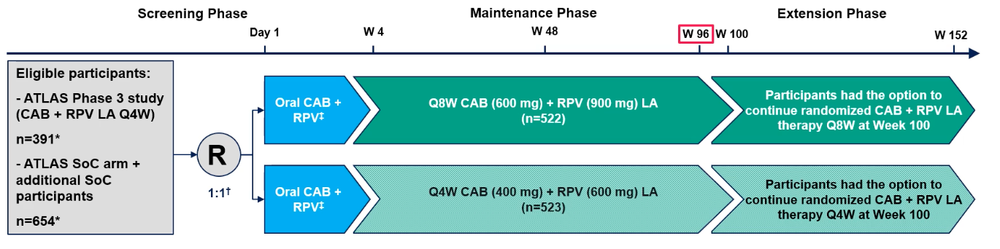 Screening Phase
Maintenance Phase
Extension Phase
Day 1
W 4
W 48
W 96
W 100
W 152
Eligible participants:
- ATLAS Phase 3 study
(CAB + RPV LA Q4W)
n=391*
- ATLAS SoC arm +
additional SoC
participants
n=654*
R
1:1†
Oral CAB +
RPV‡
Q8W CAB (600 mg) + RPV (900 mg) LA
(n=522)
Participants had the option to
continue randomized CAB + RPV LA
therapy Q8W at Week 100
Oral CAB +
RPV‡
Q4W CAB (400 mg) + RPV (600 mg) LA
(n=523)
Participants had the option to
continue randomized CAB + RPV LA
therapy Q4W at Week 100